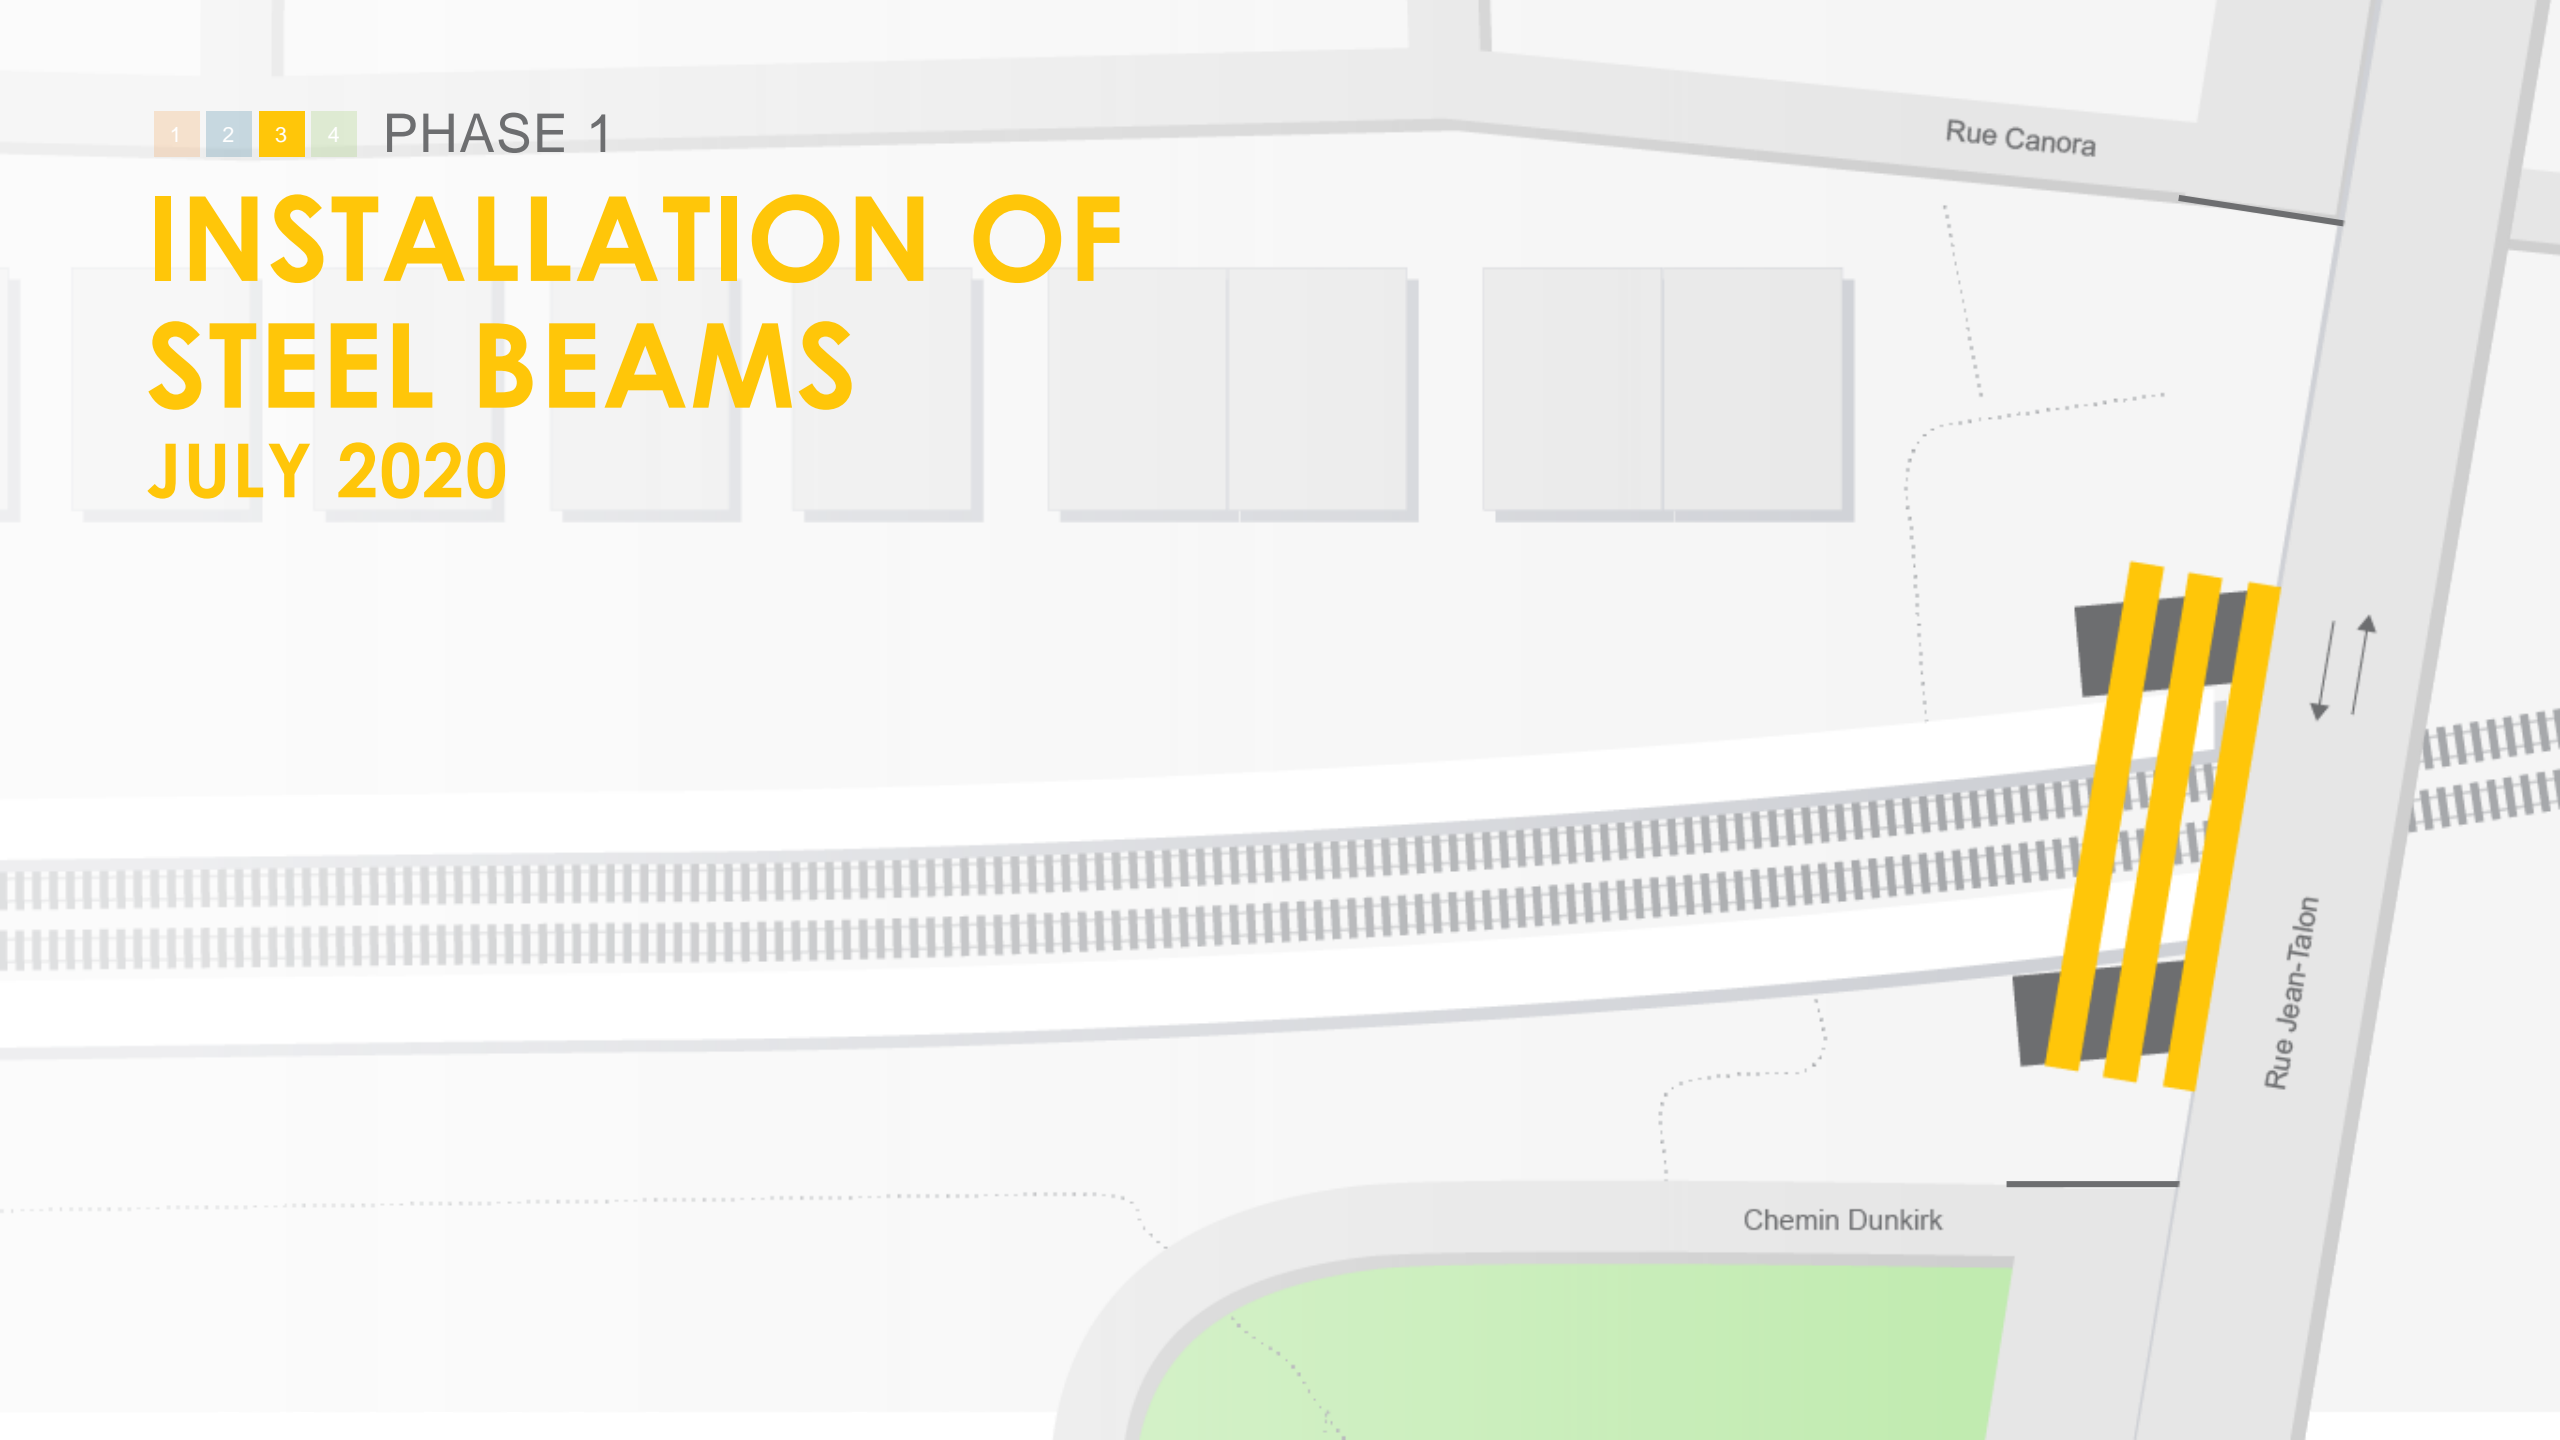 1 2 3 4 PHASE 1
INSTALLATION OF
STEEL BEAMS
JULY 2020
Rue Canora
Rue Jean-Talon
Chemin Dunkirk